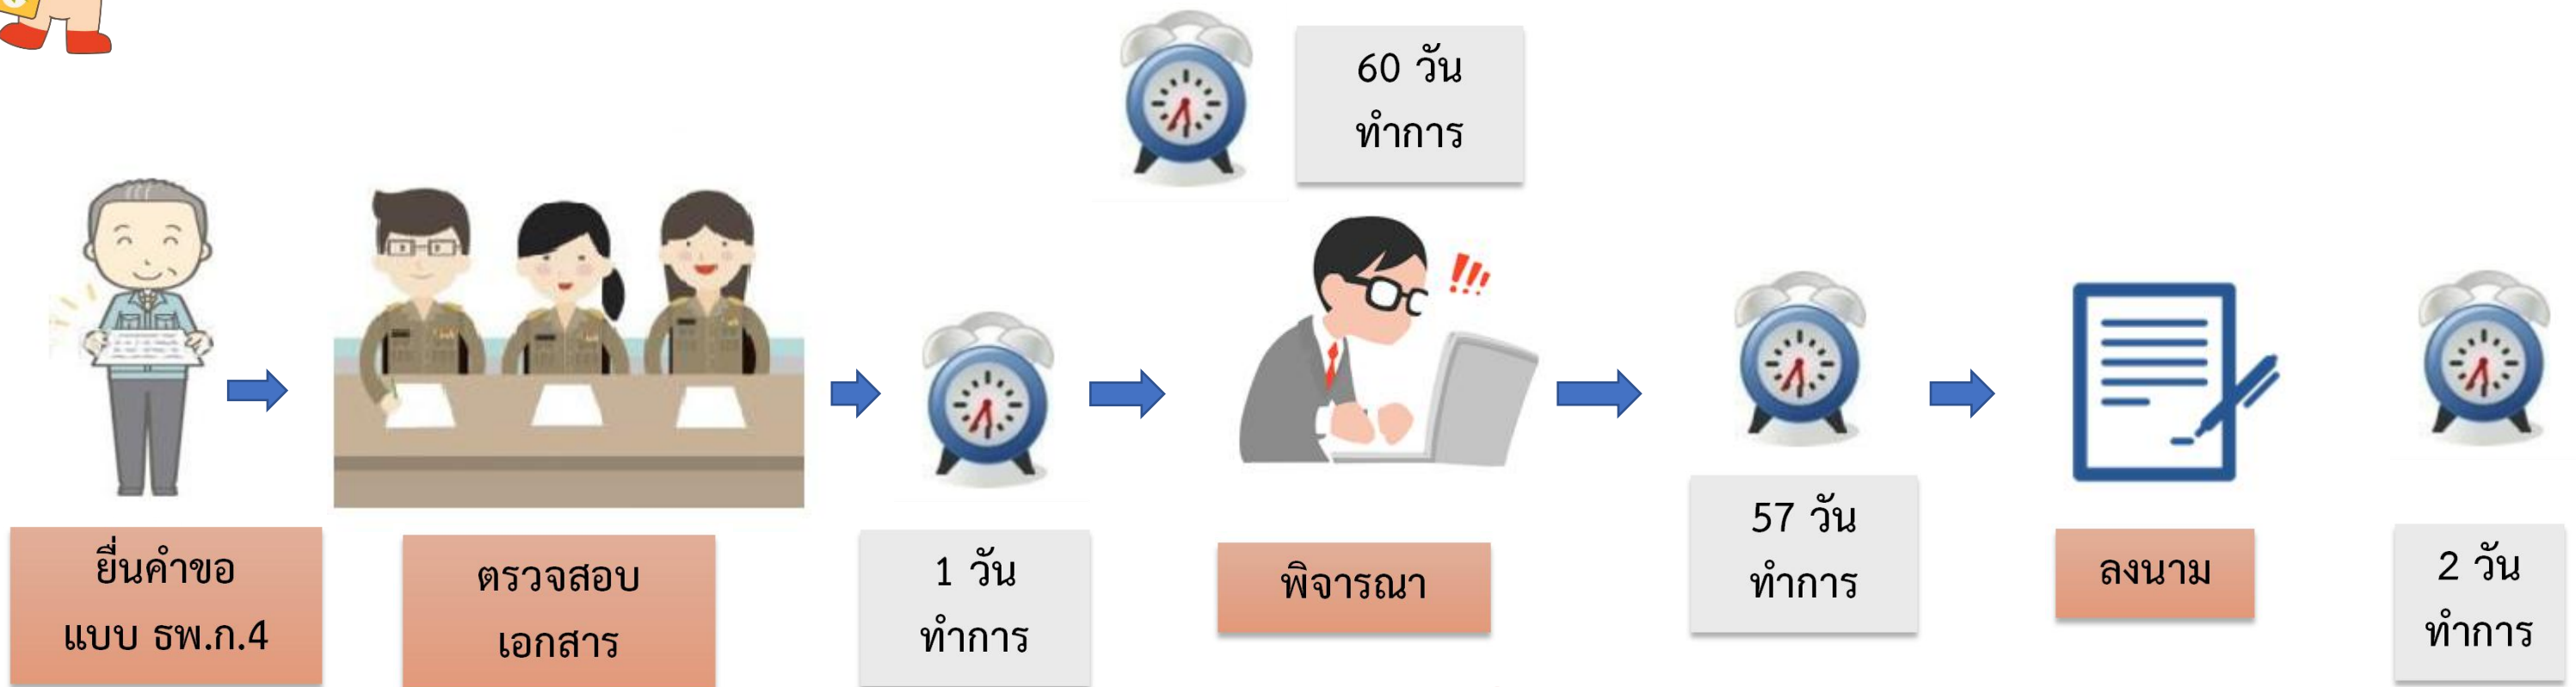 60 วัน
ทำการ
ยื่นคำขอ
แบบ ธพ.ก.4
ตรวจสอบ
เอกสาร
1 วัน
ทำการ
พิจารณา
57 วัน
ทำการ
ลงนาม
2 วัน
ทำการ